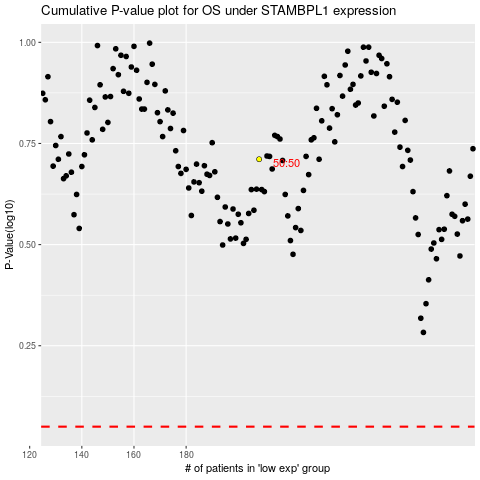 Cumulative P-value plot for OS under STAMBPL1 expression
P-Value(log10)
1.00
0.75
0.50
0.25
50:50
120 140 160 180
# of patients in 'low exp' group